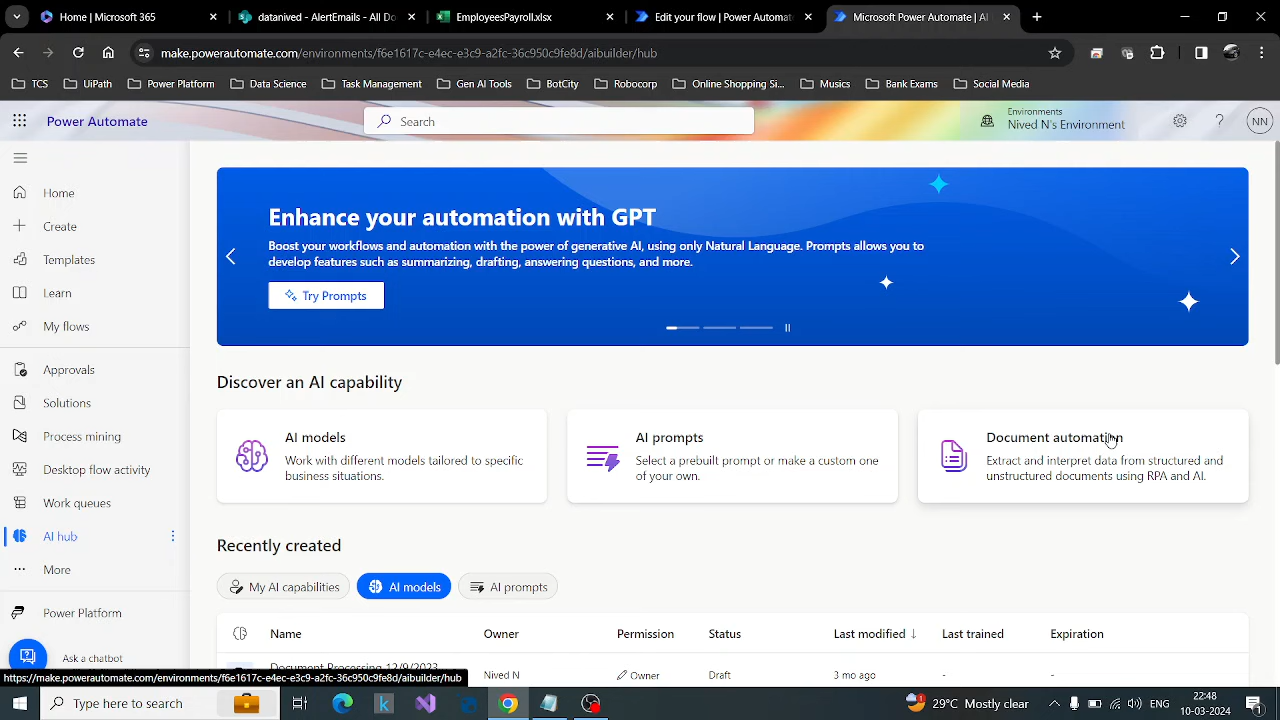 Home | Microsoft 365
datanived - AlertEmails - All Do
EmployeesPayroll.xlsx
Edit your flow | Power Automat
Microsoft Power Automate | AI
make.powerautomate.com/environments/f6e1617c-e4ec-e3c9-a2fc-36c950c9fe8d/aibuilder/hub
TCS
UiPath
Power Platform
Data Science
Task Management
Gen AI Tools
BotCity
Robocorp
Online Shopping Si...
Musics
Bank Exams
Social Media
Power Automate
Search
Environments
Nived N's Environment
?
NN
Home
Create
Templates
Learn
My flows
Approvals
Solutions
Process mining
Desktop flow activity
Work queues
AI hub
More
Power Platform
Ask a chatbot
Enhance your automation with GPT
Boost your workflows and automation with the power of generative AI, using only Natural Language. Prompts allows you to
develop features such as summarizing, drafting, answering questions, and more.
Try Prompts
Discover an AI capability
AI models
Work with different models tailored to specific
business situations.
AI prompts
Select a prebuilt prompt or make a custom one
of your own.
Document automation
Extract and interpret data from structured and
unstructured documents using RPA and AI.
Recently created
My AI capabilities
AI models
AI prompts
Name
Owner
Permission
Status
Last modified ↓
Last trained
Expiration
Document Processing 12/9/2023
Nived N
Owner
Draft
3 mo ago
-
-
https://make.powerautomate.com/environments/f6e1617c-e4ec-e3c9-a2fc-36c950c9fe8d/aibuilder/hub
Type here to search
29°C Mostly clear
ENG
22:48
10-03-2024